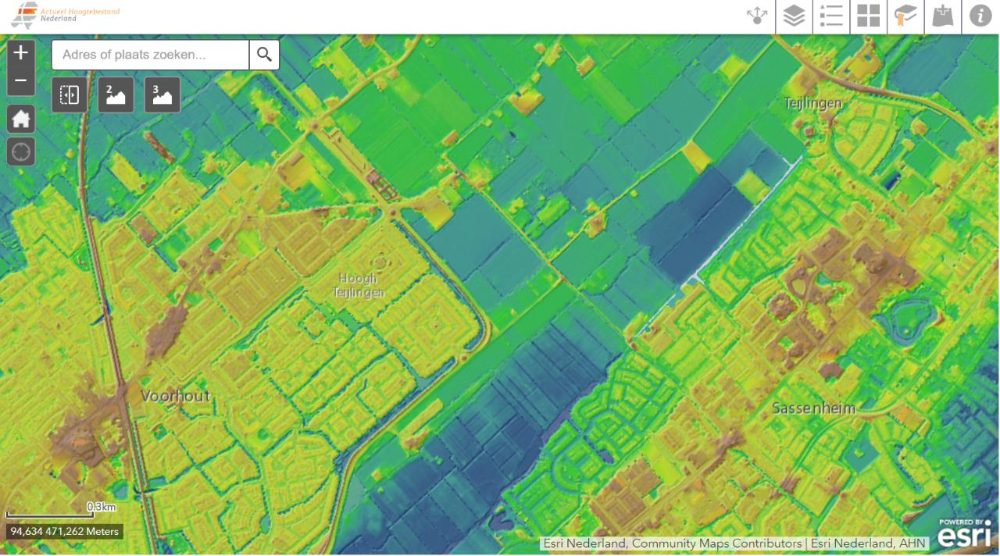 Actueel Hoogtebestand
Nederland
+
Adres of plaats zoeken...
−
2
3
Teijlingen
Hoogh
Teijlingen
Voorhout
Sassenheim
0.3km
94,634 471,262 Meters
POWERED BY
esri
Esri Nederland, Community Maps Contributors | Esri Nederland, AHN